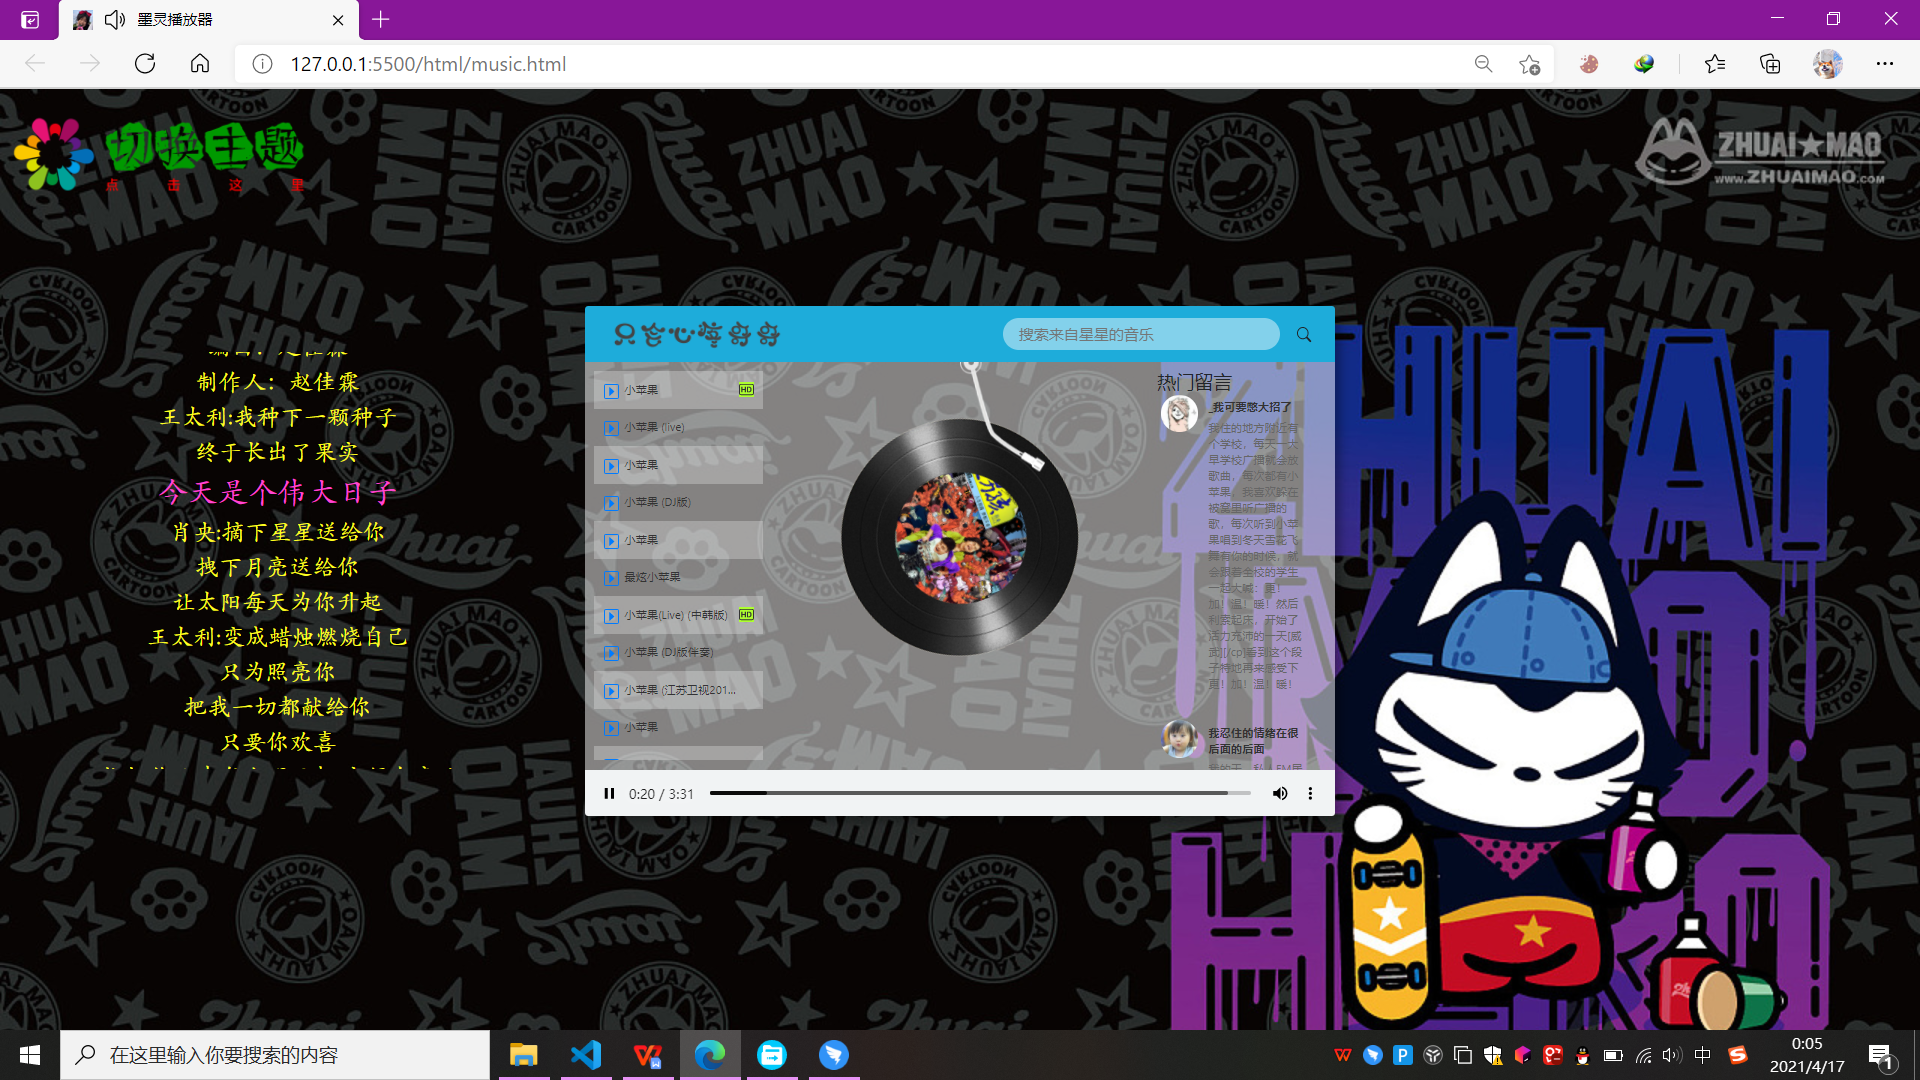 墨灵播放器
127.0.0.1:5500/html/music.html
切换主题
点击这里
ZHUAI★MAO
WWW.ZHUAIMAO.COM
制作人：赵佳霖
王太利:我种下一颗种子
终于长出了果实
今天是个伟大日子
肖央:摘下星星送给你
拽下月亮送给你
让太阳每天为你升起
王太利:变成蜡烛燃烧自己
只为照亮你
把我一切都献给你
只要你欢喜
搜索来自星星的音乐
小苹果 HD
小苹果 (live)
小苹果
小苹果 (DJ版)
小苹果
最炫小苹果
小苹果(Live) (中韩版) HD
小苹果 (DJ版伴奏)
小苹果 (江苏卫视201...
小苹果
热门留言
_我可要憋大招了
我住的地方附近有
个学校，每天一大
早学校广播就会放
歌曲，每次都有小
苹果，我喜欢躲在
被窝里听广播的
歌，每次听到小苹
果唱到冬天雪花飞
舞有你的时候，就
会跟着全校的学生
一起大喊：更！
加！温！暖！然后
利索起床，开始了
活力充沛的一天[威
武][/cp]看到这个段
子特地再来感受下
更！加！温！暖！
我忍住的情绪在很
后面的后面
0:20 / 3:31
ZHUAI
在这里输入你要搜索的内容
中
0:05
2021/4/17
1